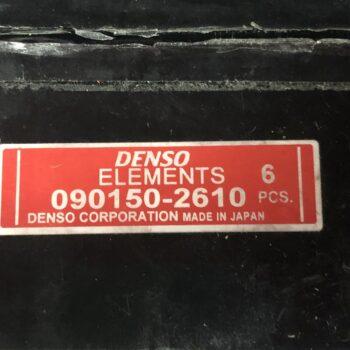 DENSO
ELEMENTS 6
090150-2610 PCS.
DENSO CORPORATION MADE IN JAPAN